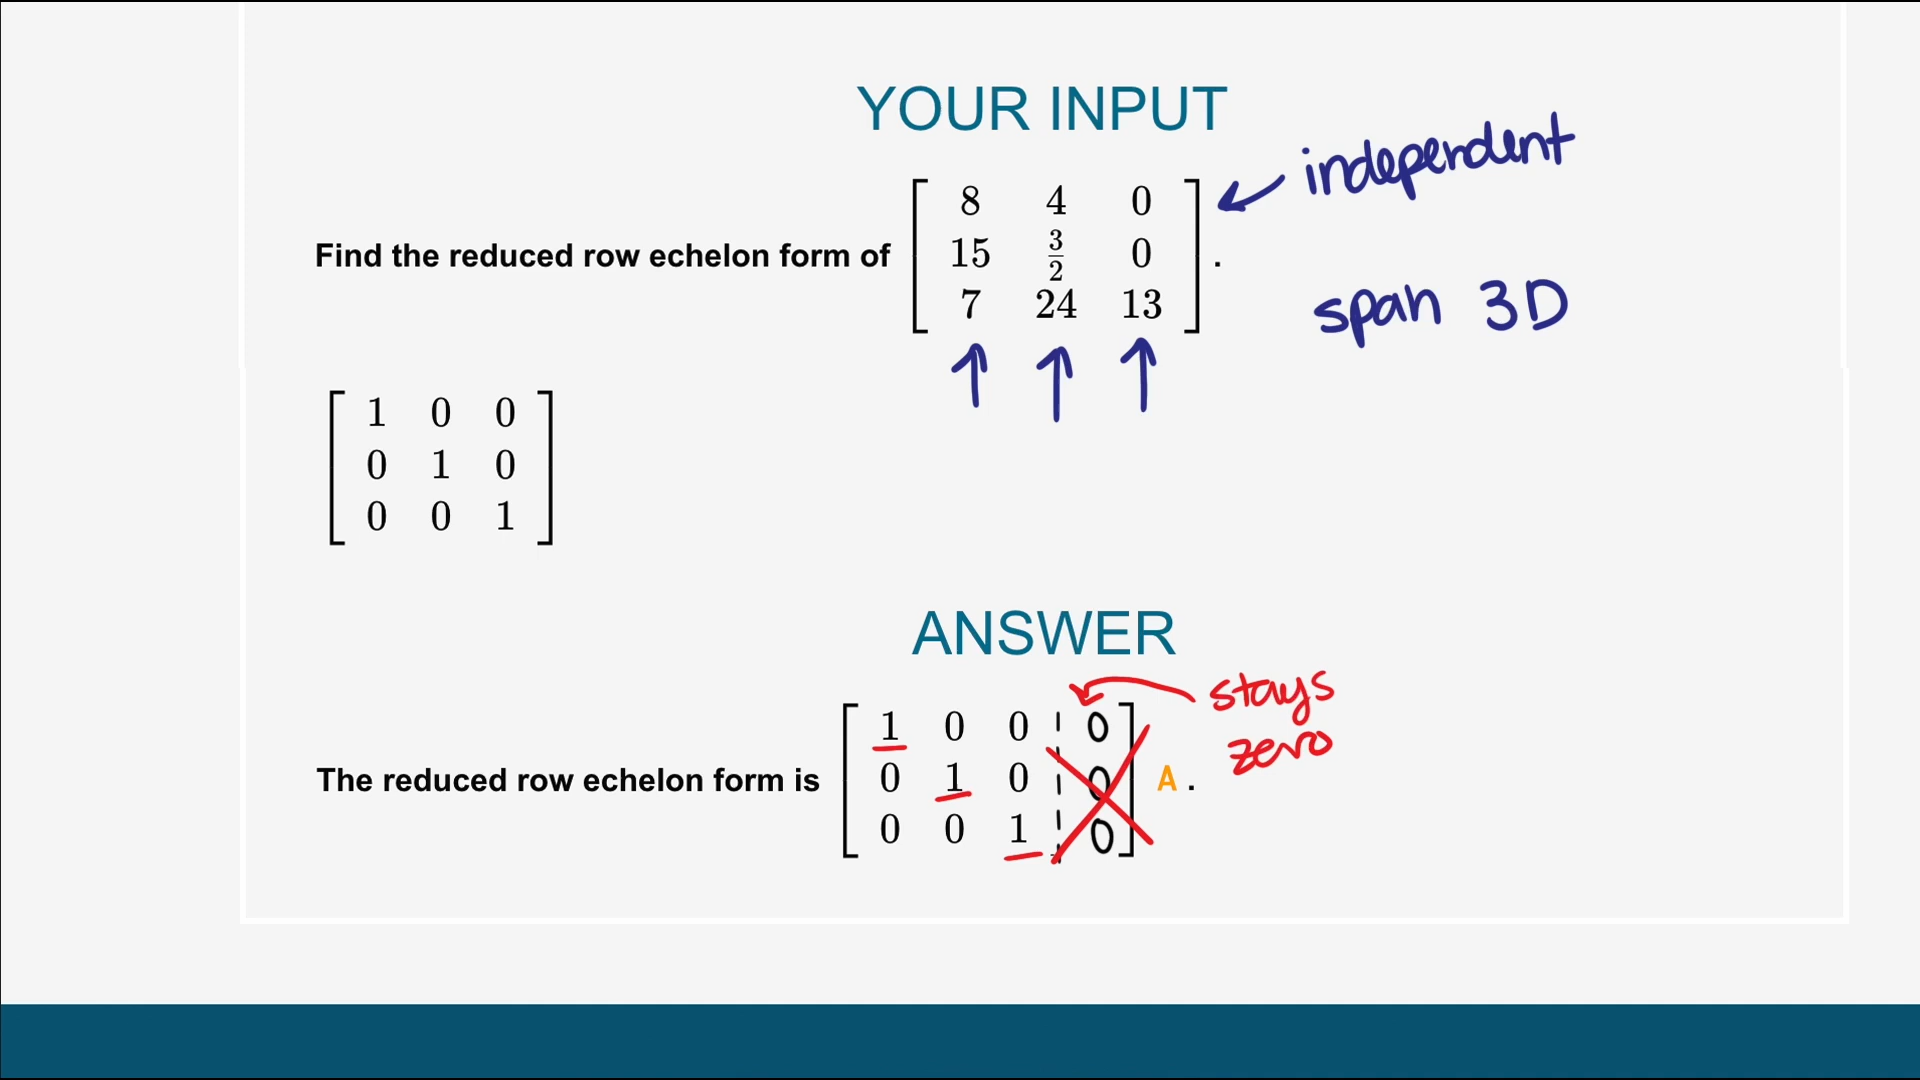 YOUR INPUT
independent
8 4 0
Find the reduced row echelon form of 15 3/2 0 .
7 24 13
span 3D
1 0 0
0 1 0
0 0 1
ANSWER
stays
zero
1 0 0 0
The reduced row echelon form is 0 1 0 0 A .
0 0 1 0